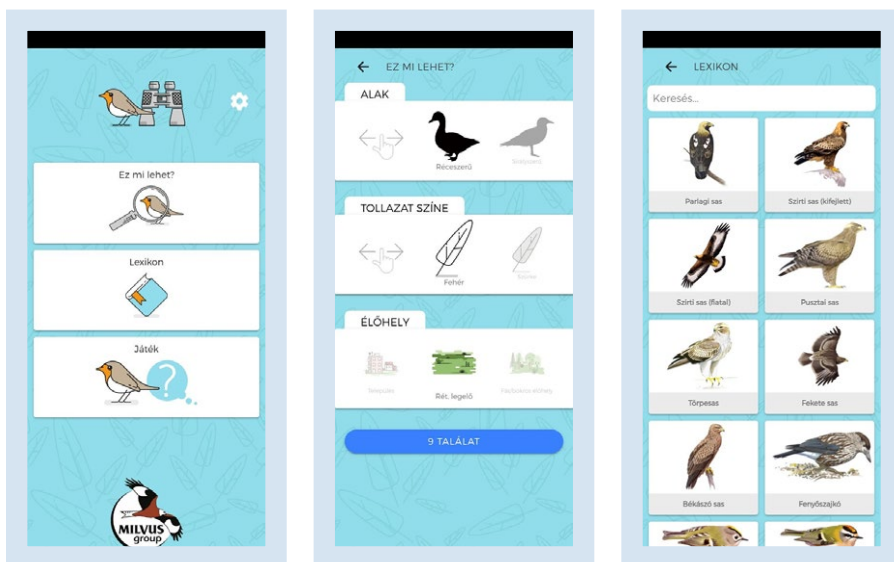 Ez mi lehet?
Lexikon
Játék
MILVUS
group
EZ MI LEHET?
ALAK
Réceszerű
TOLLAZAT SZÍNE
Fehér
Színes
ÉLŐHELY
Település
Rét, legelő
9 TALÁLAT
LEXIKON
Keresés...
Parlagi sas
Szirti sas (kifejlett)
Szirti sas (fiatal)
Pusztai sas
Törpesas
Fekete sas
Békászó sas
Fenyőszajkó